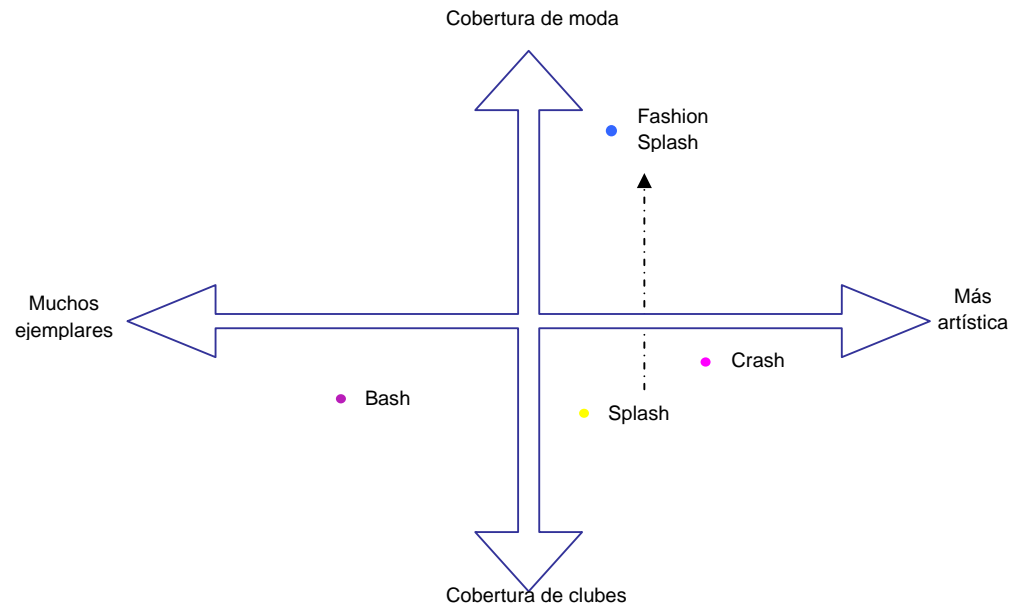 Cobertura de moda
Fashion
Splash
Muchos
ejemplares
Más
artística
Crash
Bash
Splash
Cobertura de clubes